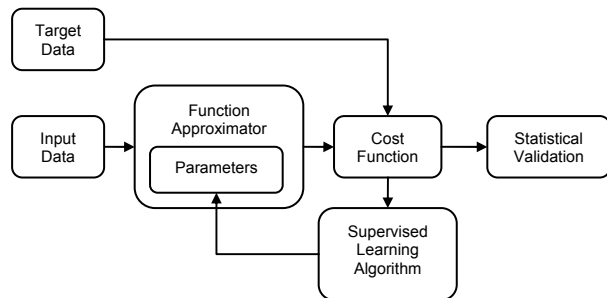 Target
Data
Function
Approximator
Input
Data
Parameters
Cost
Function
Statistical
Validation
Supervised
Learning
Algorithm